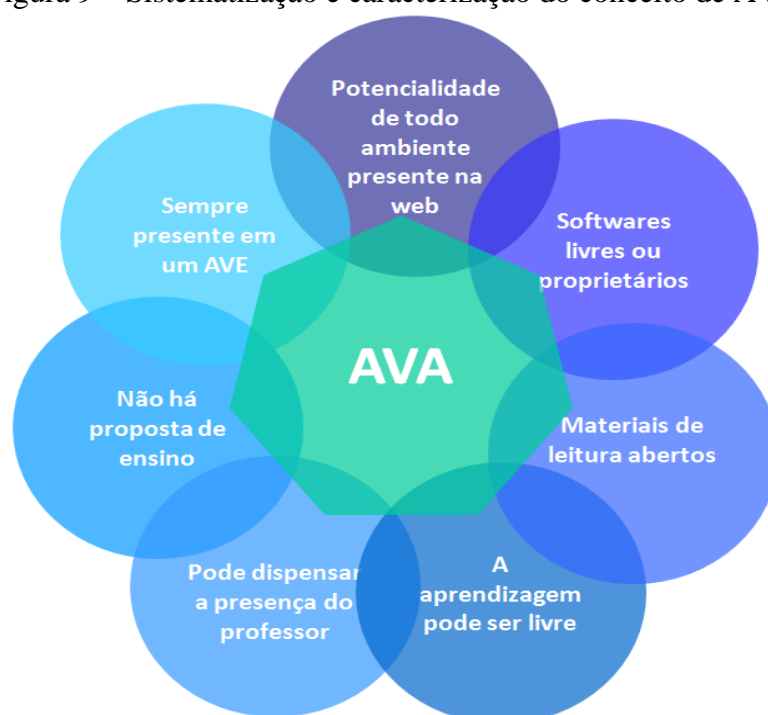 Sistematização e caracterização do conceito de
Potencialidade
de todo
ambiente
presente na
web
Softwares
livres ou
proprietários
Materiais de
leitura abertos
A
aprendizagem
pode ser livre
Pode dispensar
a presença do
professor
Não há
proposta de
ensino
Sempre
presente em
um AVE
AVA